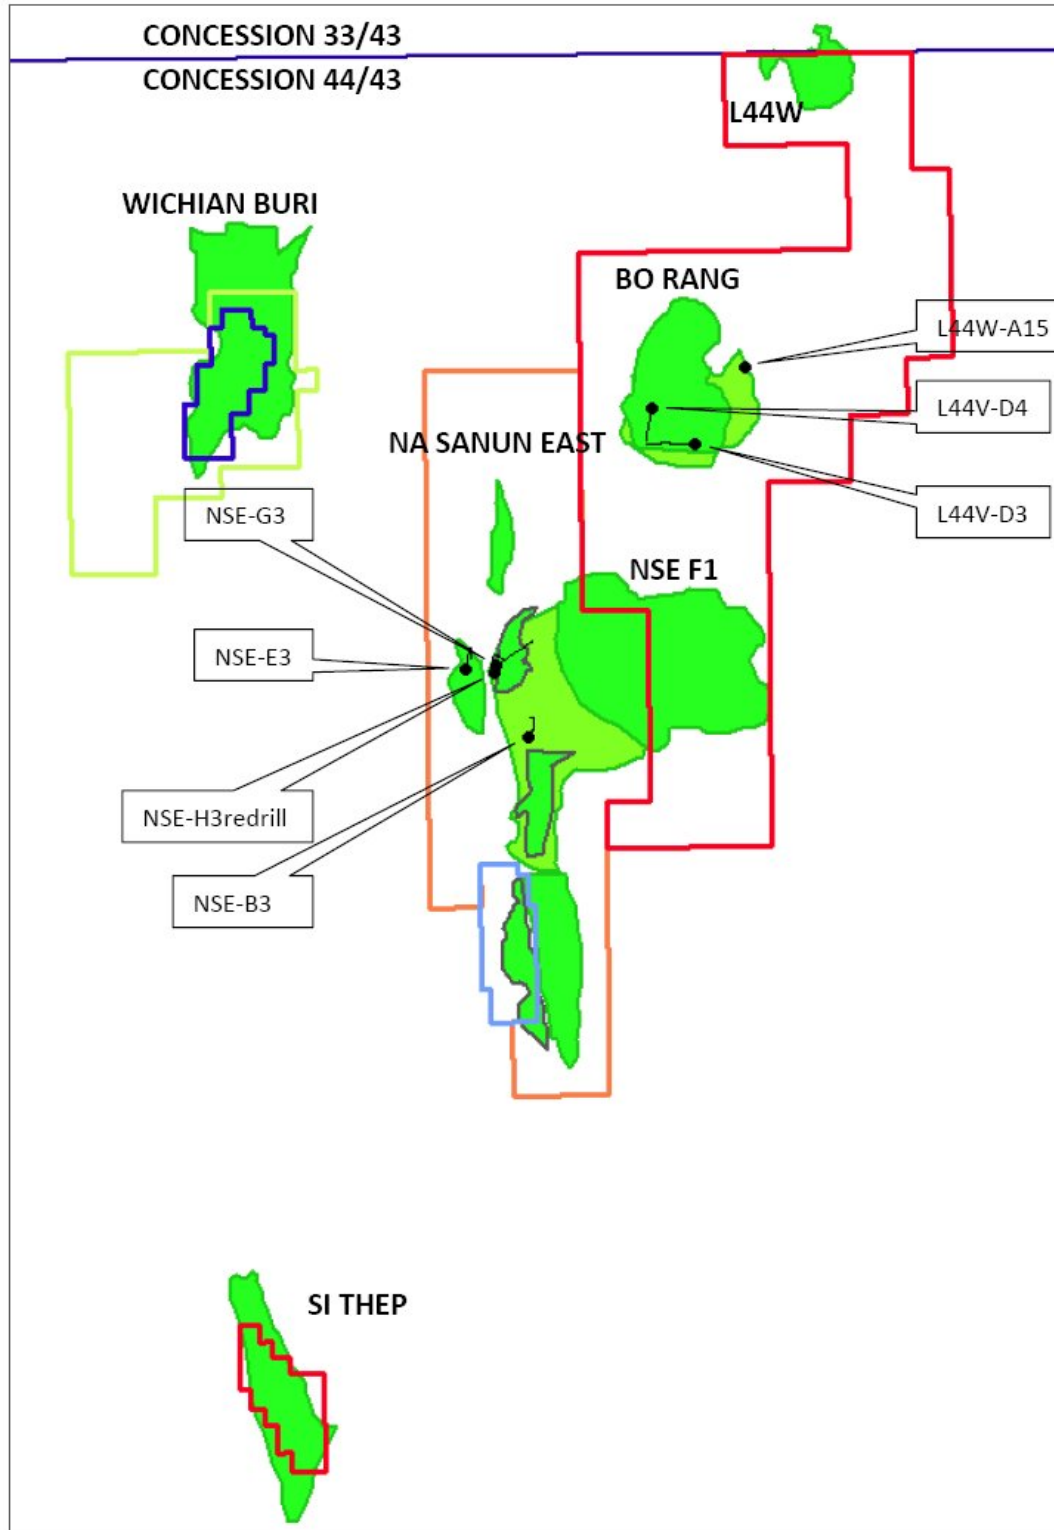 CONCESSION 33/43
CONCESSION 44/43
L44W
WICHIAN BURI
BO RANG
L44W-A15
L44V-D4
NA SANUN EAST
NSE-G3
L44V-D3
NSE F1
NSE-E3
NSE-H3redrill
NSE-B3
SI THEP